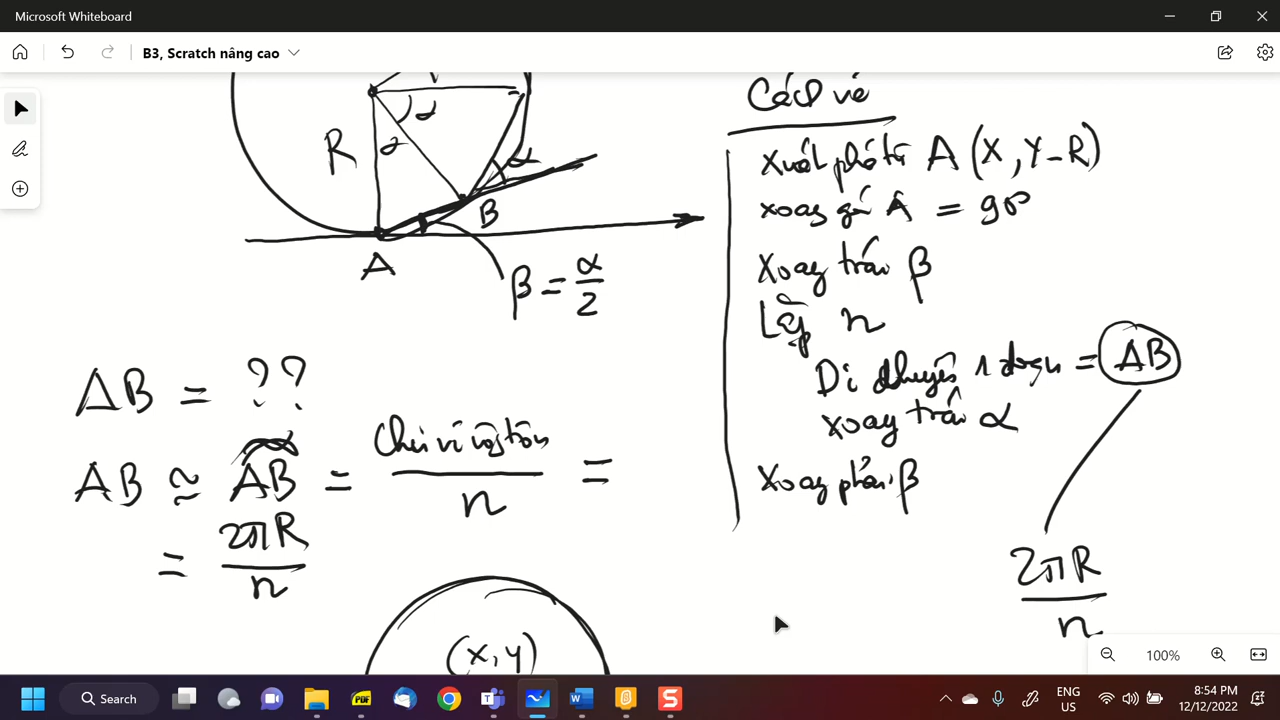 Microsoft Whiteboard
B3, Scratch nâng cao
Cách vẽ
R
α
α
α
A
B
β = α/2
Xuất phát từ A (X, Y-R)
xoay = 90°
Xoay trái β
Lặp n
Di chuyển 1 đoạn = AB
xoay trái α
Xoay phải β
2πR
n
AB = ??
AB ≃ AB = Chu vi vòng tròn / n =
= 2πR / n
(x, y)
100%
Search
ENG
US
8:54 PM
12/12/2022